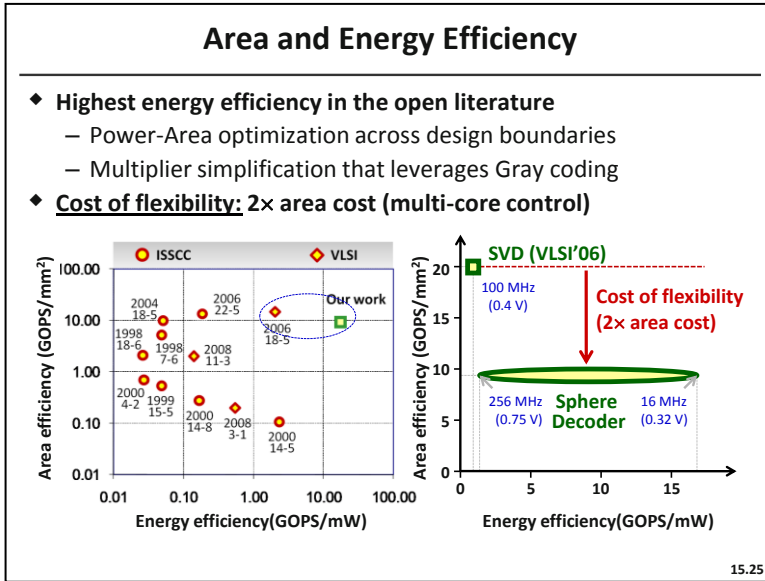 Area and Energy Efficiency
◆ Highest energy efficiency in the open literature
– Power-Area optimization across design boundaries
– Multiplier simplification that leverages Gray coding
◆ Cost of flexibility: 2× area cost (multi-core control)
ISSCC
VLSI
Area efficiency (GOPS/mm²)
100.00
10.00
1.00
0.10
0.01
2004
18-5
2006
22-5
Our work
1998
18-6
1998
7-6
2008
11-3
2006
18-5
2000
4-2
1999
15-5
2000
14-8
2008
3-1
2000
14-5
0.01
0.10
1.00
10.00
100.00
Energy efficiency(GOPS/mW)
Area efficiency (GOPS/mm²)
20
15
10
5
0
SVD (VLSI'06)
100 MHz
(0.4 V)
Cost of flexibility
(2× area cost)
256 MHz
(0.75 V)
Sphere
Decoder
16 MHz
(0.32 V)
0
5
10
15
Energy efficiency(GOPS/mW)
15.25